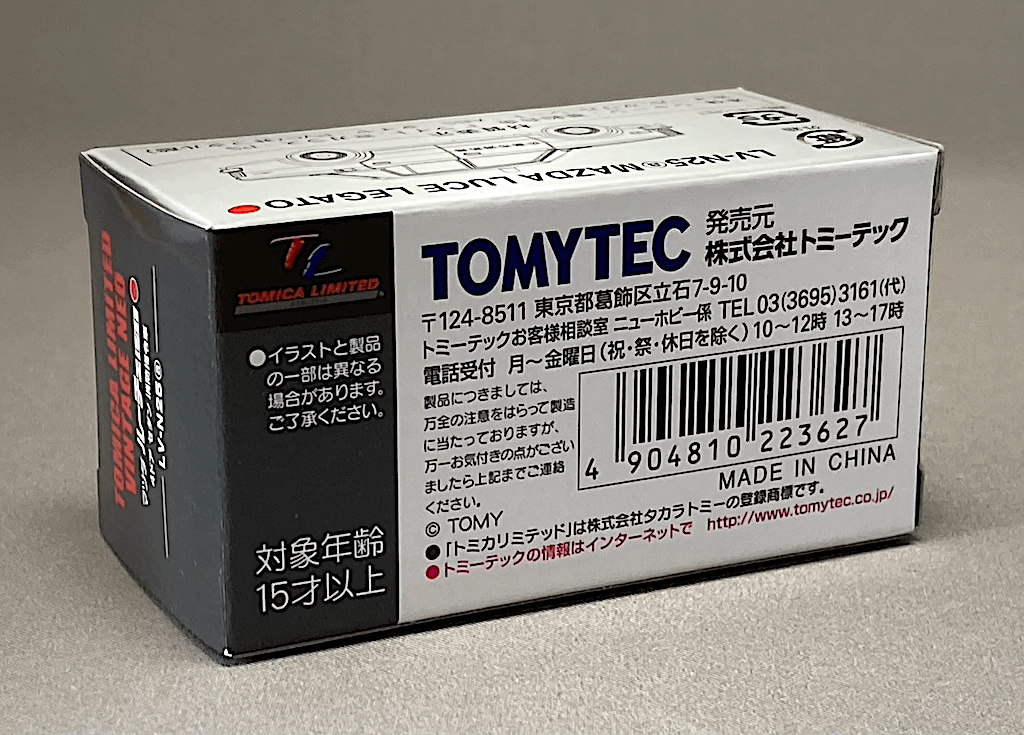 LV-N25ⓐ MAZDA LUCE LEGATO
TOMICA LIMITED
VINTAGE NEO
LV-N25ⓐ
TL
TOMICA LIMITED
●イラストと製品
の一部は異なる
場合があります。
ご了承ください。
対象年齢
15才以上
TOMYTEC
発売元
株式会社トミーテック
〒124-8511 東京都葛飾区立石7-9-10
トミーテックお客様相談室 ニューホビー係 TEL 03(3695)3161(代)
電話受付 月〜金曜日(祝・祭・休日を除く)10〜12時 13〜17時
製品につきましては、
万全の注意をはらって製造
に当たっておりますが、
万一お気付きの点がござい
ましたら上記までご連絡
ください。
4 904810 223627
MADE IN CHINA
© TOMY
●「トミカリミテッド」は株式会社タカラトミーの登録商標です。
●トミーテックの情報はインターネットで http://www.tomytec.co.jp/